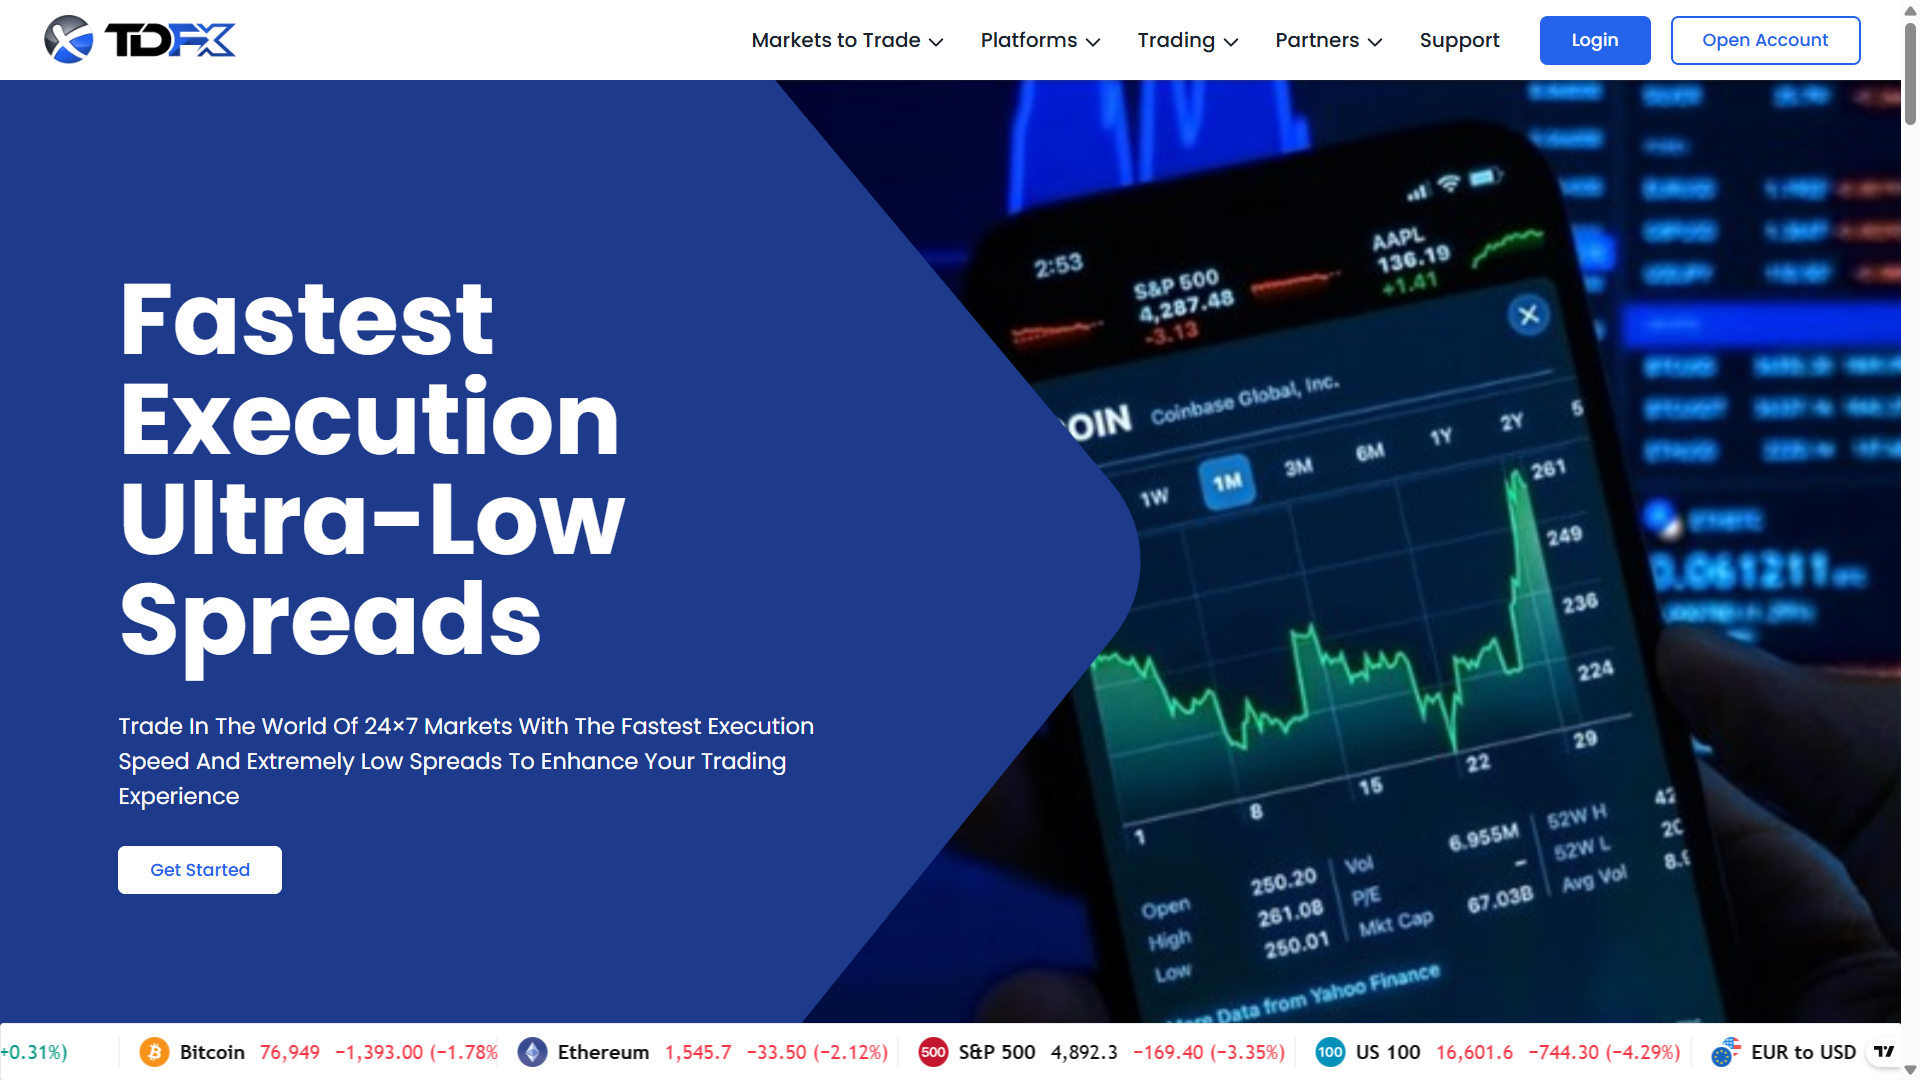 TDFX
Markets to Trade
Platforms
Trading
Partners
Support
Login
Open Account
Fastest
Execution
Ultra-Low
Spreads
Trade In The World Of 24×7 Markets With The Fastest Execution
Speed And Extremely Low Spreads To Enhance Your Trading
Experience
Get Started
2:53
S&P 500
4,287.48
-3.13
AAPL
136.19
+1.41
OIN
Coinbase Global, Inc.
1W
1M
3M
6M
1Y
2Y
5
261
249
236
224
1
8
15
22
29
Open 250.20
High 261.08
Low 250.01
Vol 6.955M
P/E –
Mkt Cap 67.03B
52W H 42
52W L
Avg Vol 8.9
Data from Yahoo Finance
0.061211
+0.31%)
Bitcoin 76,949 −1,393.00 (−1.78%
Ethereum 1,545.7 −33.50 (−2.12%)
500 S&P 500 4,892.3 −169.40 (−3.35%)
100 US 100 16,601.6 −744.30 (−4.29%)
EUR to USD